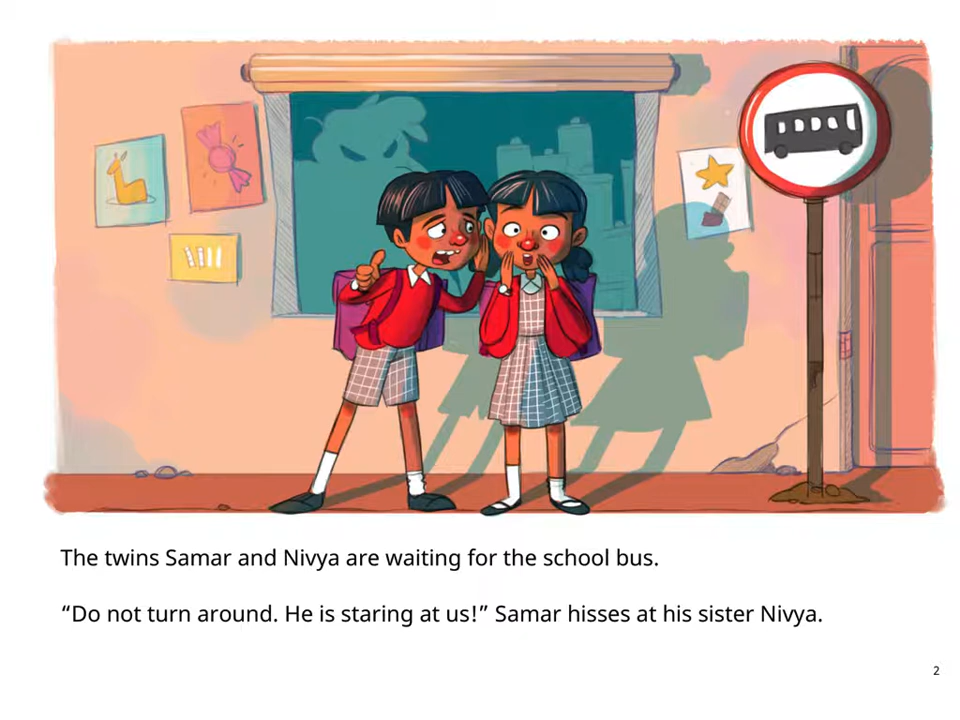 The twins Samar and Nivya are waiting for the school bus.
“Do not turn around. He is staring at us!” Samar hisses at his sister Nivya.
2